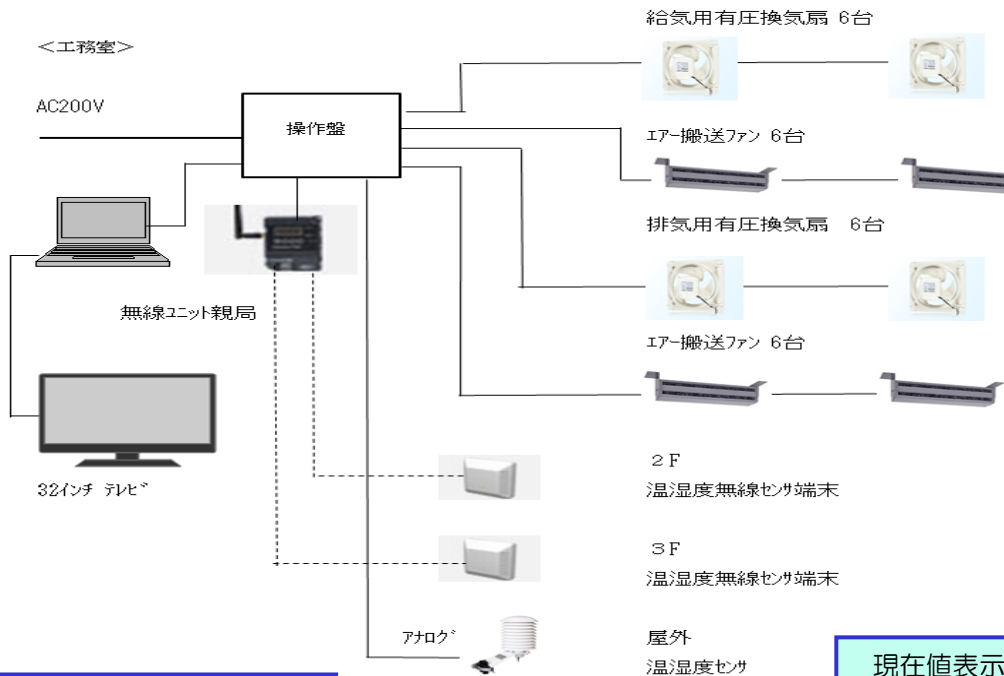 給気用有圧換気扇 6台
＜工務室＞
AC200V
操作盤
ｴｱｰ搬送ﾌｧﾝ 6台
排気用有圧換気扇　6台
無線ﾕﾆｯﾄ親局
ｴｱｰ搬送ﾌｧﾝ 6台
32ｲﾝﾁ ﾃﾚﾋﾞ
２Ｆ
温湿度無線ｾﾝｻ端末
３Ｆ
温湿度無線ｾﾝｻ端末
ｱﾅﾛｸﾞ
屋外
温湿度ｾﾝｻ
現在値表示